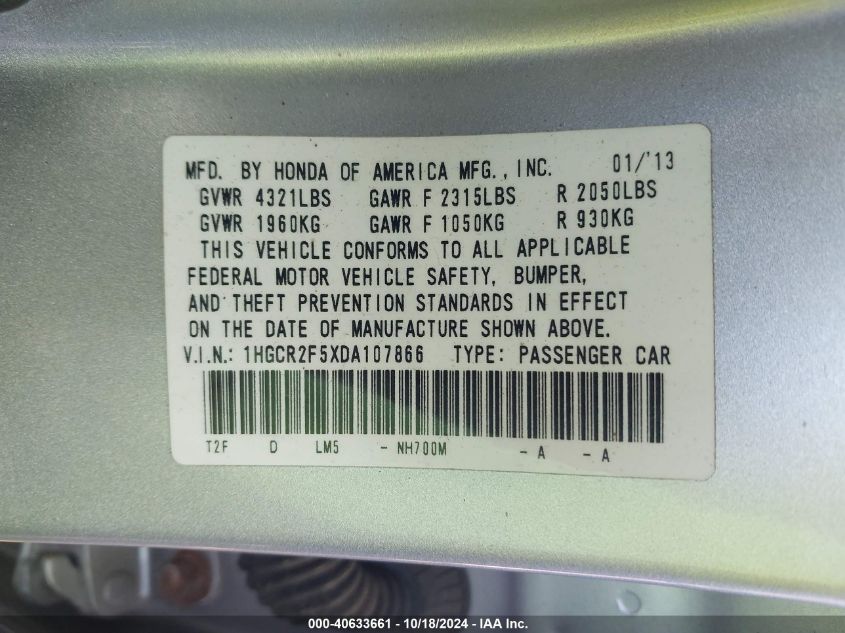 MFD. BY HONDA OF AMERICA MFG., INC. 01/'13
GVWR 4321LBS GAWR F 2315LBS R 2050LBS
GVWR 1960KG GAWR F 1050KG R 930KG
THIS VEHICLE CONFORMS TO ALL APPLICABLE
FEDERAL MOTOR VEHICLE SAFETY, BUMPER,
AND THEFT PREVENTION STANDARDS IN EFFECT
ON THE DATE OF MANUFACTURE SHOWN ABOVE.
V.I.N.: 1HGCR2F5XDA107866 TYPE: PASSENGER CAR
T2F D LM5 - NH700M - A - A
000-40633661 - 10/18/2024 - IAA Inc.